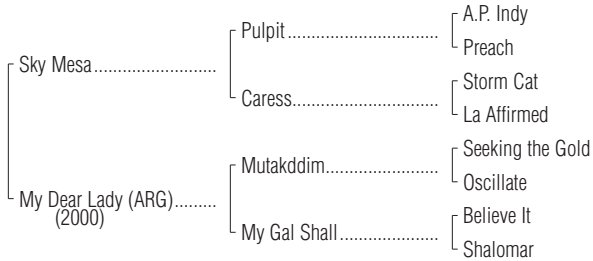 A.P. Indy
Pulpit
Preach
Sky Mesa
Storm Cat
Caress
La Affirmed
Seeking the Gold
Mutakddim
Oscillate
My Dear Lady (ARG)
(2000)
Believe It
My Gal Shall
Shalomar